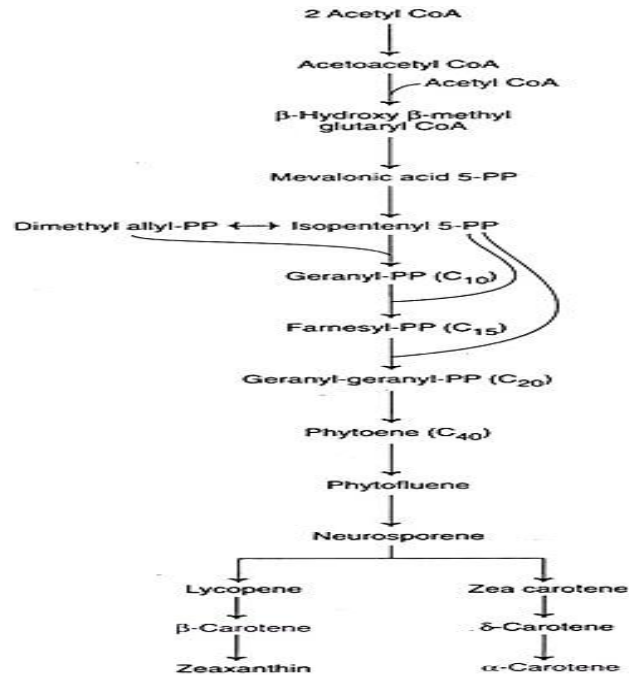 2 Acetyl CoA
Acetoacetyl CoA
Acetyl CoA
β-Hydroxy β-methyl
glutaryl CoA
Mevalonic acid 5-PP
Dimethyl allyl-PP Isopentenyl 5-PP
Geranyl-PP (C10)
Farnesyl-PP (C15)
Geranyl-geranyl-PP (C20)
Phytoene (C40)
Phytofluene
Neurosporene
Lycopene Zea carotene
β-Carotene δ-Carotene
Zeaxanthin α-Carotene